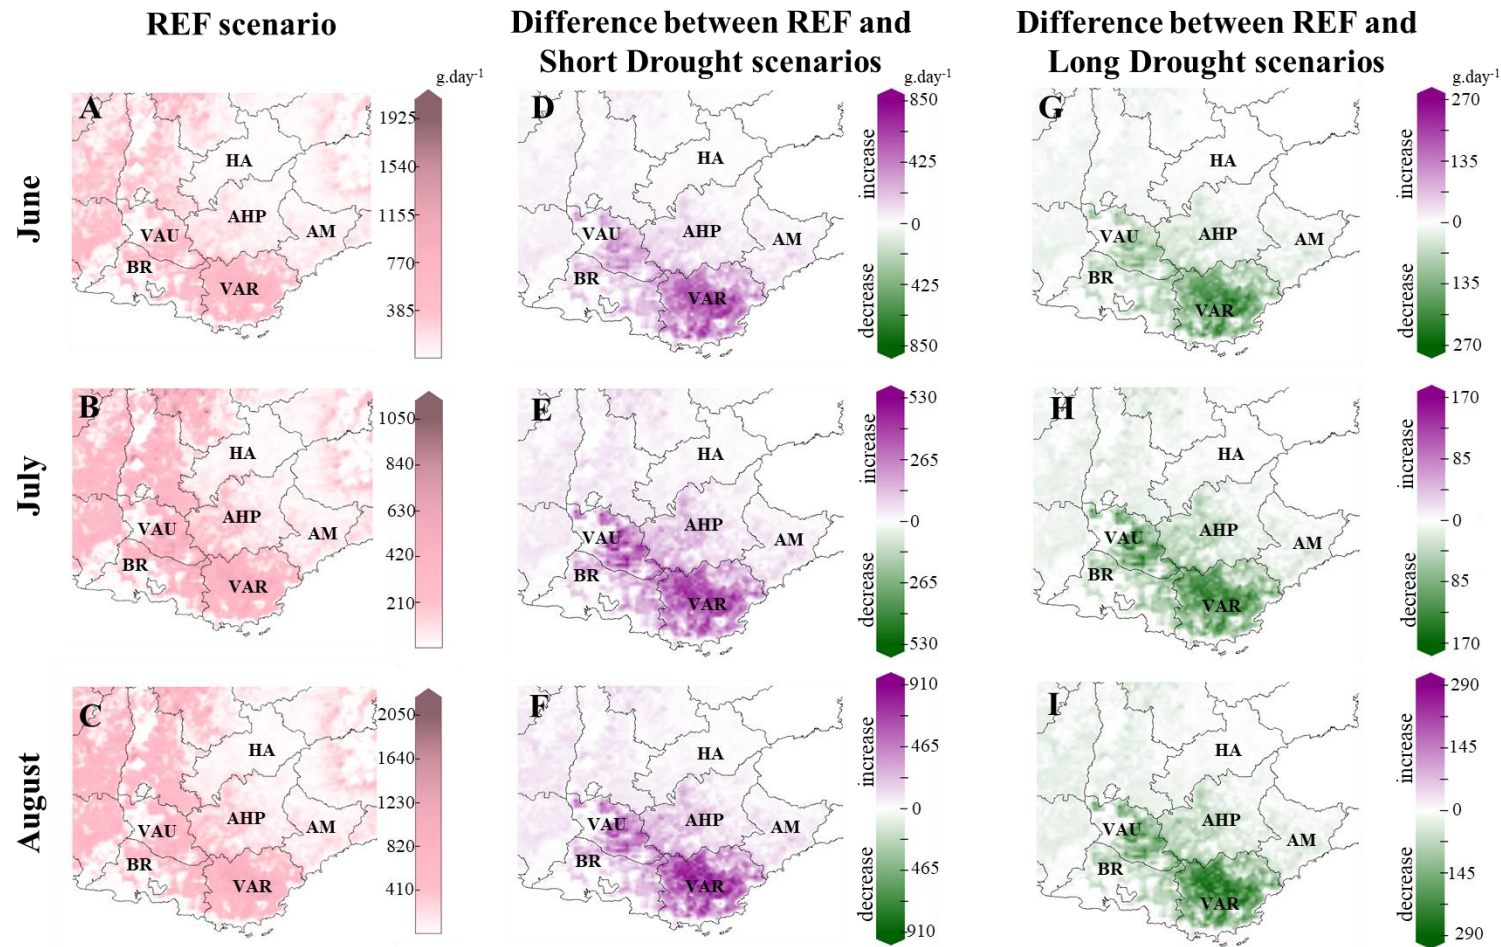 REF scenario
Difference between REF and
Short Drought scenarios
Difference between REF and
Long Drought scenarios
June
A
HA
AHP
VAU
AM
BR
VAR
g.day-1
1925
1540
1155
770
385
D
HA
AHP
VAU
AM
BR
VAR
g.day-1
850
425
0
425
850
increase
decrease
G
HA
AHP
VAU
AM
BR
VAR
g.day-1
270
135
0
135
270
increase
decrease
July
B
HA
AHP
VAU
AM
BR
VAR
1050
840
630
420
210
E
HA
AHP
VAU
AM
BR
VAR
530
265
0
265
530
increase
decrease
H
HA
AHP
VAU
AM
BR
VAR
170
85
0
85
170
increase
decrease
August
C
HA
AHP
VAU
AM
BR
VAR
2050
1640
1230
820
410
F
HA
AHP
VAU
AM
BR
VAR
910
465
0
465
910
increase
decrease
I
HA
AHP
VAU
AM
BR
VAR
290
145
0
145
290
increase
decrease